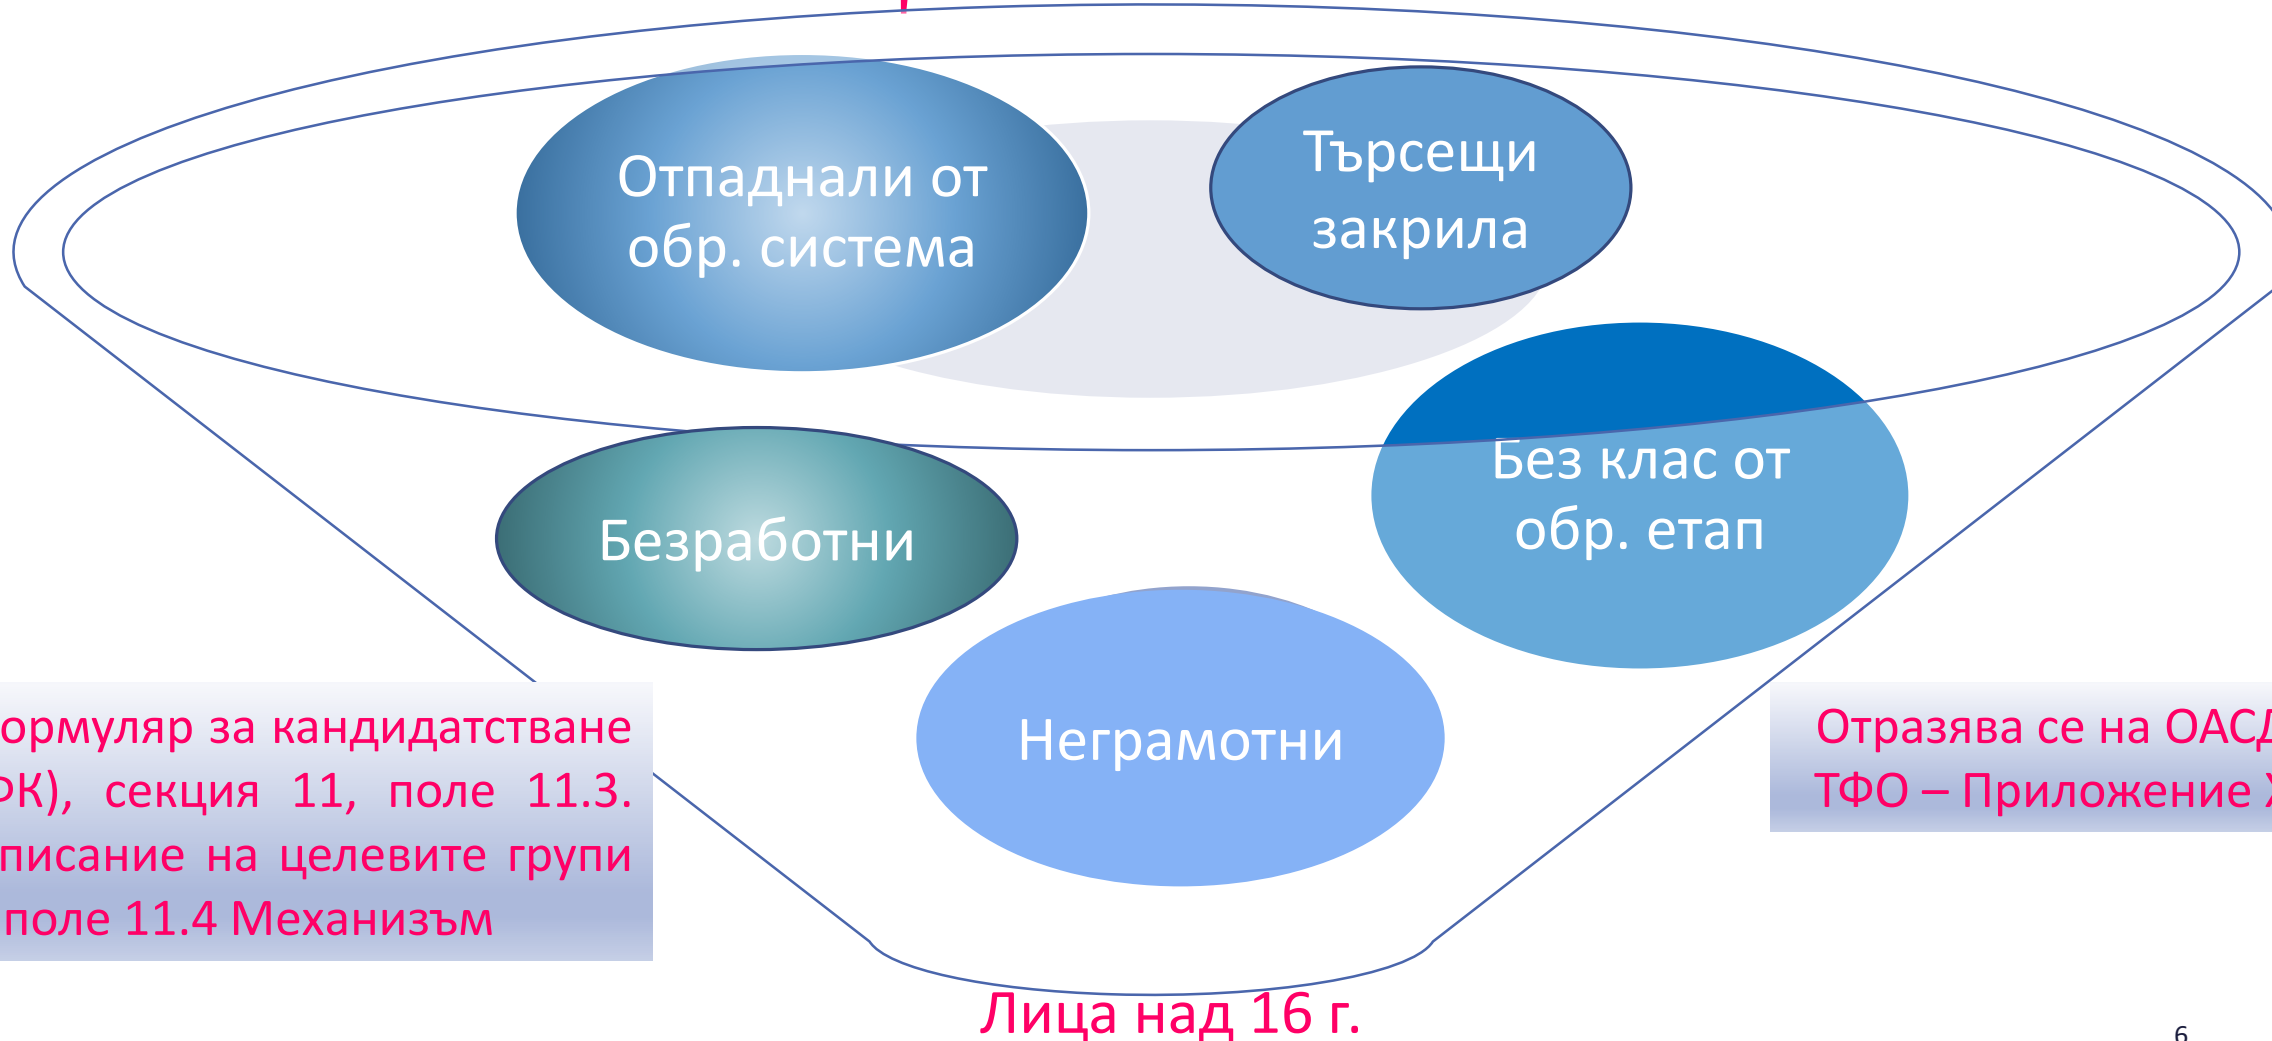 Отпаднали от
обр. система
Търсещи
закрила
Без клас от
обр. етап
Безработни
Неграмотни
ормуляр за кандидатстване
К), секция 11, поле 11.3.
писание на целевите групи
поле 11.4 Механизъм
Отразява се на ОАСД
ТФО – Приложение
Лица над 16 г.
6